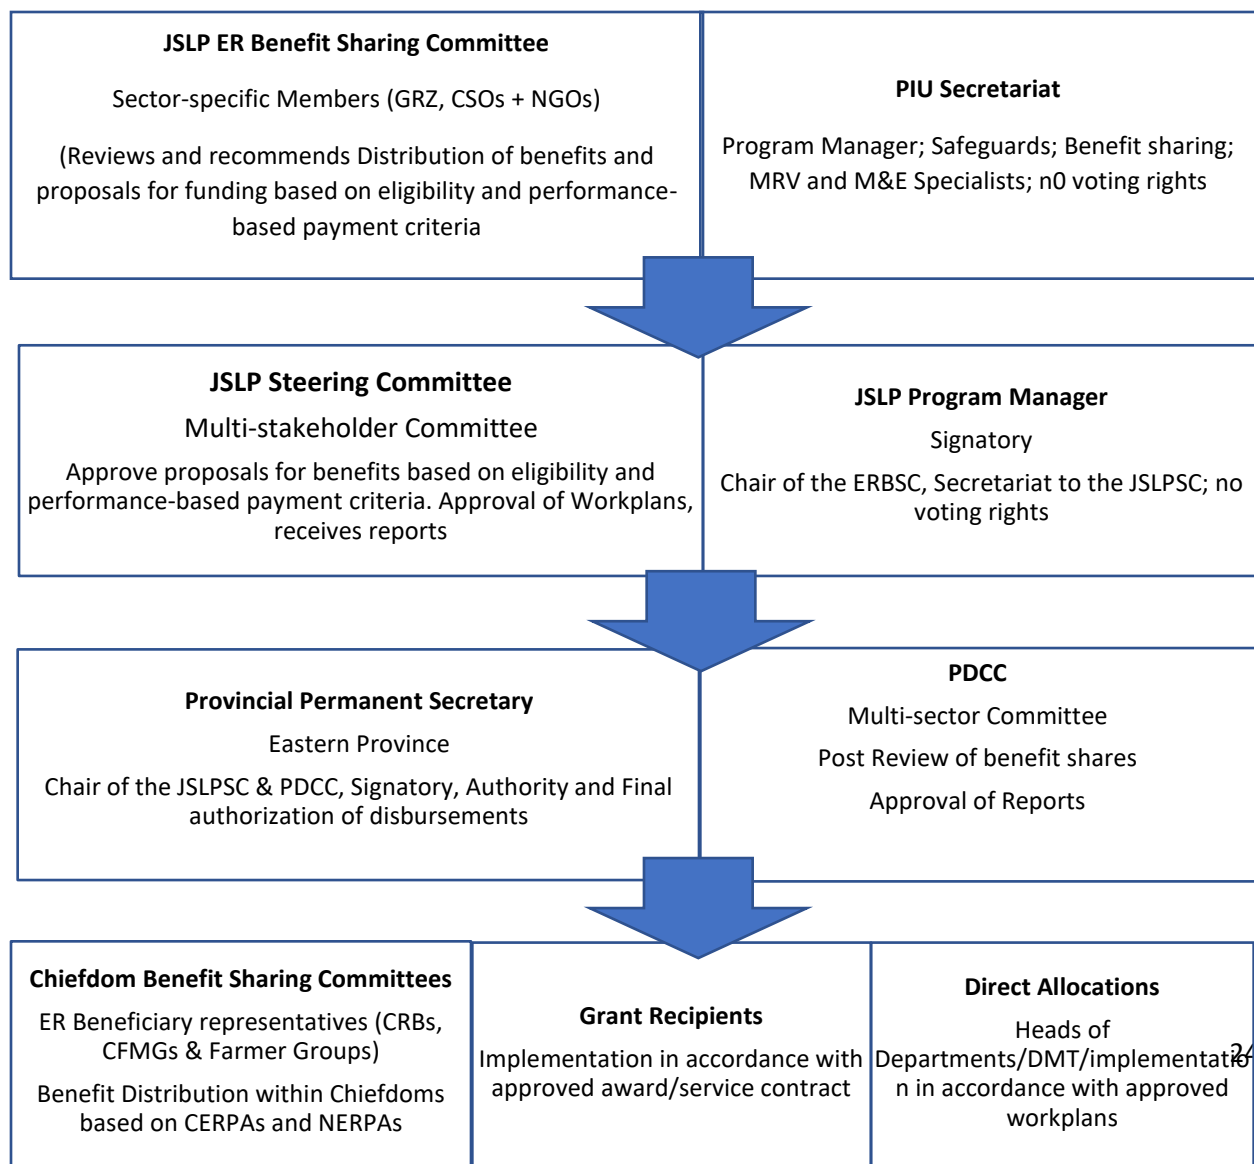 JSLP ER Benefit Sharing Committee
Sector-specific Members (GRZ, CSOs + NGOs)
(Reviews and recommends Distribution of benefits and
proposals for funding based on eligibility and performance-
based payment criteria
PIU Secretariat
Program Manager; Safeguards; Benefit sharing;
MRV and M&E Specialists; n0 voting rights
JSLP Steering Committee
Multi-stakeholder Committee
Approve proposals for benefits based on eligibility and
performance-based payment criteria. Approval of Workplans,
receives reports
JSLP Program Manager
Signatory
Chair of the ERBSC, Secretariat to the JSLPSC; no
voting rights
Provincial Permanent Secretary
Eastern Province
Chair of the JSLPSC & PDCC, Signatory, Authority and Final
authorization of disbursements
PDCC
Multi-sector Committee
Post Review of benefit shares
Approval of Reports
Chiefdom Benefit Sharing Committees
ER Beneficiary representatives (CRBs,
CFMGs & Farmer Groups)
Benefit Distribution within Chiefdoms
based on CERPAs and NERPAs
Grant Recipients
Implementation in accordance with
approved award/service contract
Direct Allocations
Heads of
Departments/DMT/implementatio
n in accordance with approved
workplans